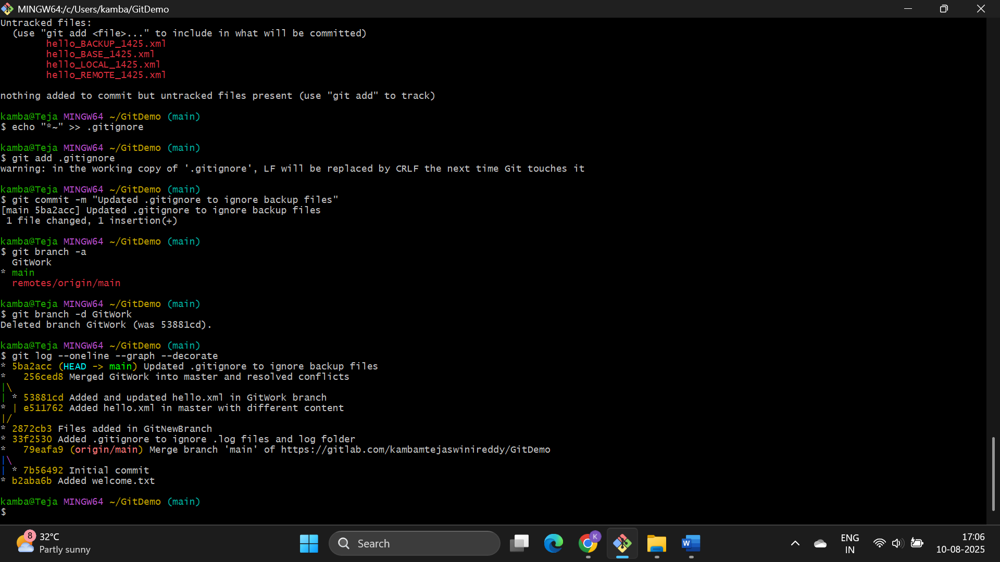 MINGW64:/c/Users/kamba/GitDemo
Untracked files:
  (use "git add <file>..." to include in what will be committed)
        hello_BACKUP_1425.xml
        hello_BASE_1425.xml
        hello_LOCAL_1425.xml
        hello_REMOTE_1425.xml
nothing added to commit but untracked files present (use "git add" to track)
kamba@Teja MINGW64 ~/GitDemo (main)
$ echo "*~" >> .gitignore
kamba@Teja MINGW64 ~/GitDemo (main)
$ git add .gitignore
warning: in the working copy of '.gitignore', LF will be replaced by CRLF the next time Git touches it
kamba@Teja MINGW64 ~/GitDemo (main)
$ git commit -m "Updated .gitignore to ignore backup files"
[main 5ba2acc] Updated .gitignore to ignore backup files
 1 file changed, 1 insertion(+)
kamba@Teja MINGW64 ~/GitDemo (main)
$ git branch -a
  GitWork
* main
  remotes/origin/main
kamba@Teja MINGW64 ~/GitDemo (main)
$ git branch -d GitWork
Deleted branch GitWork (was 53881cd).
kamba@Teja MINGW64 ~/GitDemo (main)
$ git log --oneline --graph --decorate
* 5ba2acc (HEAD -> main) Updated .gitignore to ignore backup files
*   256ced8 Merged GitWork into master and resolved conflicts
|\
| * 53881cd Added and updated hello.xml in GitWork branch
* | e511762 Added hello.xml in master with different content
|/
* 2872cb3 Files added in GitNewBranch
* 33f2530 Added .gitignore to ignore .log files and log folder
*   79eafa9 (origin/main) Merge branch 'main' of https://gitlab.com/kambamtejaswinireddy/GitDemo
|\
| * 7b56492 Initial commit
* b2aba6b Added welcome.txt
kamba@Teja MINGW64 ~/GitDemo (main)
$
8
32°C
Partly sunny
Search
K
W
ENG
IN
17:06
10-08-2025